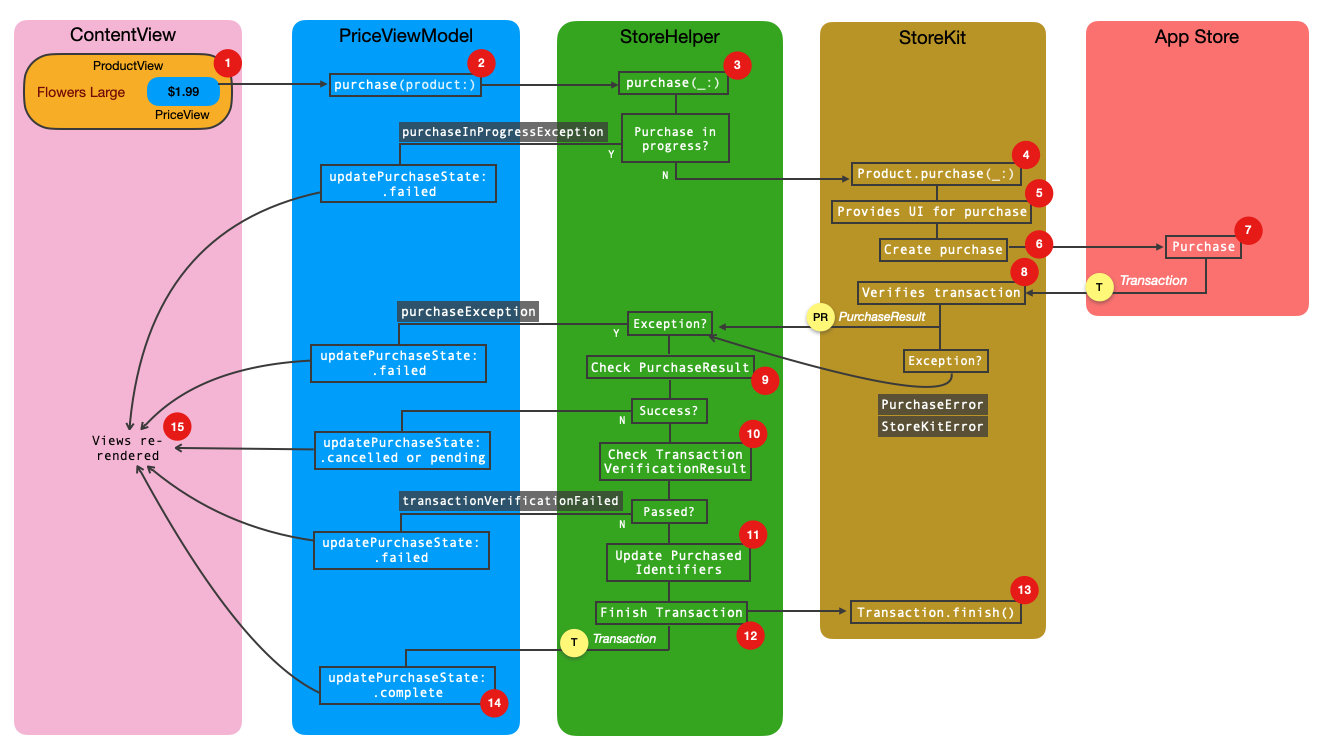 ContentView
PriceViewModel
StoreHelper
StoreKit
App Store
ProductView
1
Flowers Large
$1.99
PriceView
2
purchase(product:)
3
purchase(_:)
purchaseInProgressException
Purchase in
progress?
Y
N
updatePurchaseState:
.failed
4
Product.purchase(_:)
5
Provides UI for purchase
6
Create purchase
7
Purchase
T
Transaction
8
Verifies transaction
PR
PurchaseResult
Exception?
PurchaseError
StoreKitError
purchaseException
Exception?
Y
updatePurchaseState:
.failed
Check PurchaseResult
9
Success?
N
updatePurchaseState:
.cancelled or pending
15
Views re-
rendered
10
Check Transaction
VerificationResult
transactionVerificationFailed
Passed?
N
updatePurchaseState:
.failed
11
Update Purchased
Identifiers
Finish Transaction
12
13
Transaction.finish()
T
Transaction
updatePurchaseState:
.complete
14